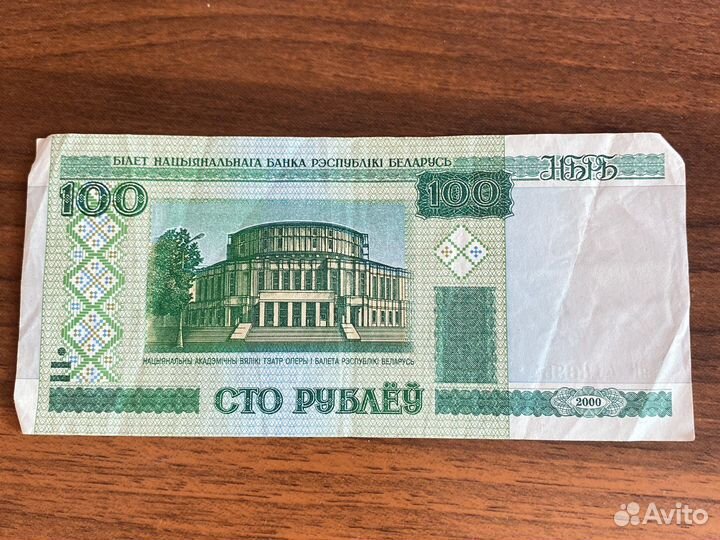 БІЛЕТ НАЦЫЯНАЛЬНАГА БАНКА РЭСПУБЛІКІ БЕЛАРУСЬ
НБРБ
100
100
НАЦЫЯНАЛЬНЫ АКАДЭМІЧНЫ ВЯЛІКІ ТЭАТР ОПЕРЫ І БАЛЕТА РЭСПУБЛІКІ БЕЛАРУСЬ
СТО РУБЛЁЎ
2000
Avito